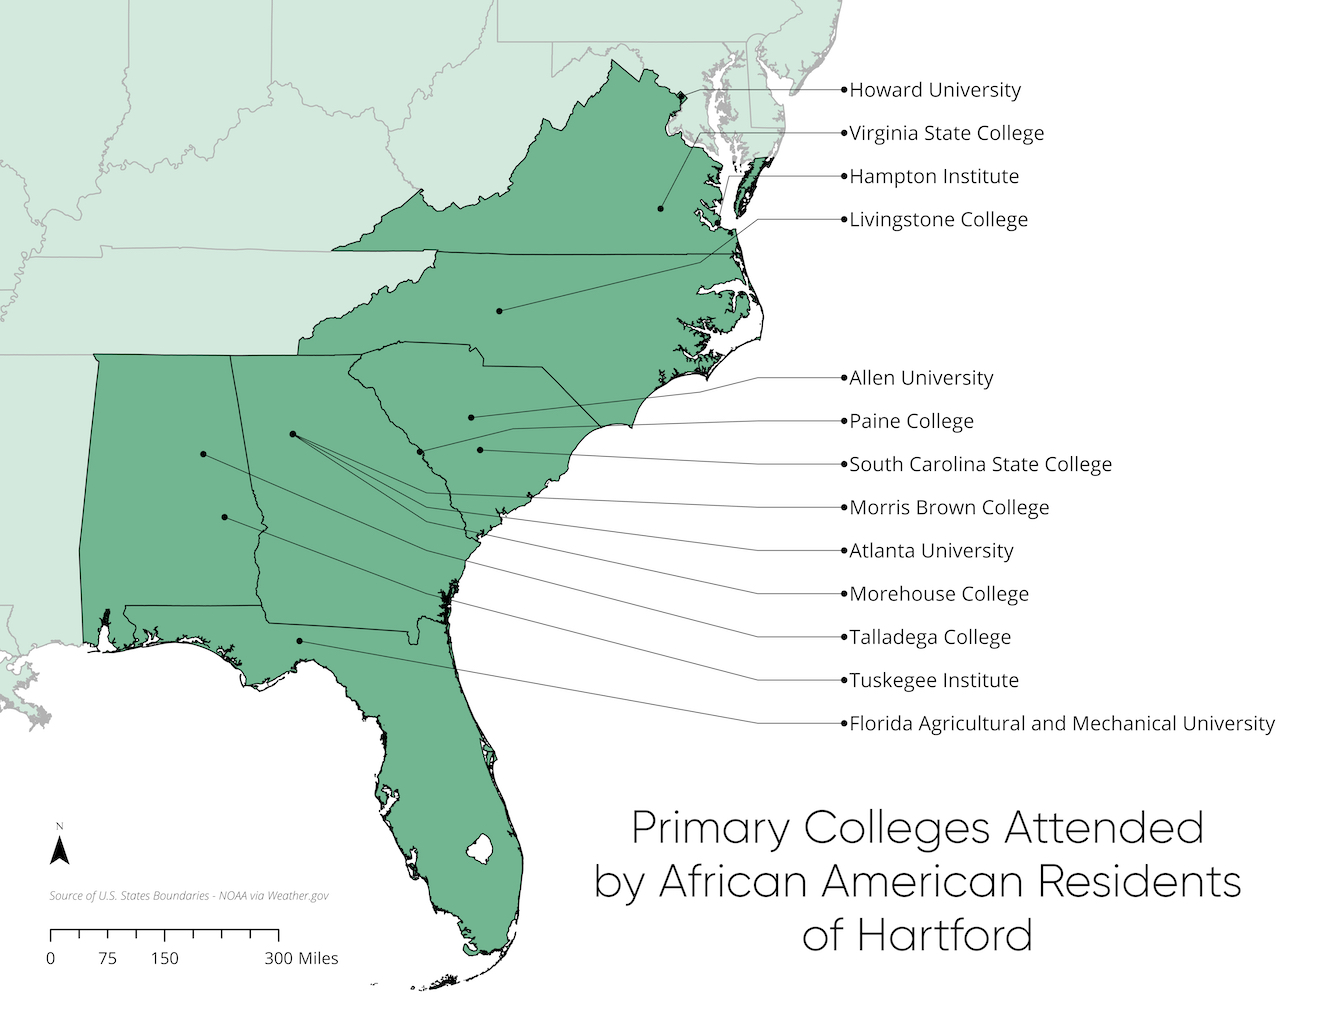 Howard University
Virginia State College
Hampton Institute
Livingstone College
Allen University
Paine College
South Carolina State College
Morris Brown College
Atlanta University
Morehouse College
Talladega College
Tuskegee Institute
Florida Agricultural and Mechanical University
Primary Colleges Attended
by African American Residents
of Hartford
N
Source of U.S. States Boundaries - NOAA via Weather.gov
0 75 150 300 Miles